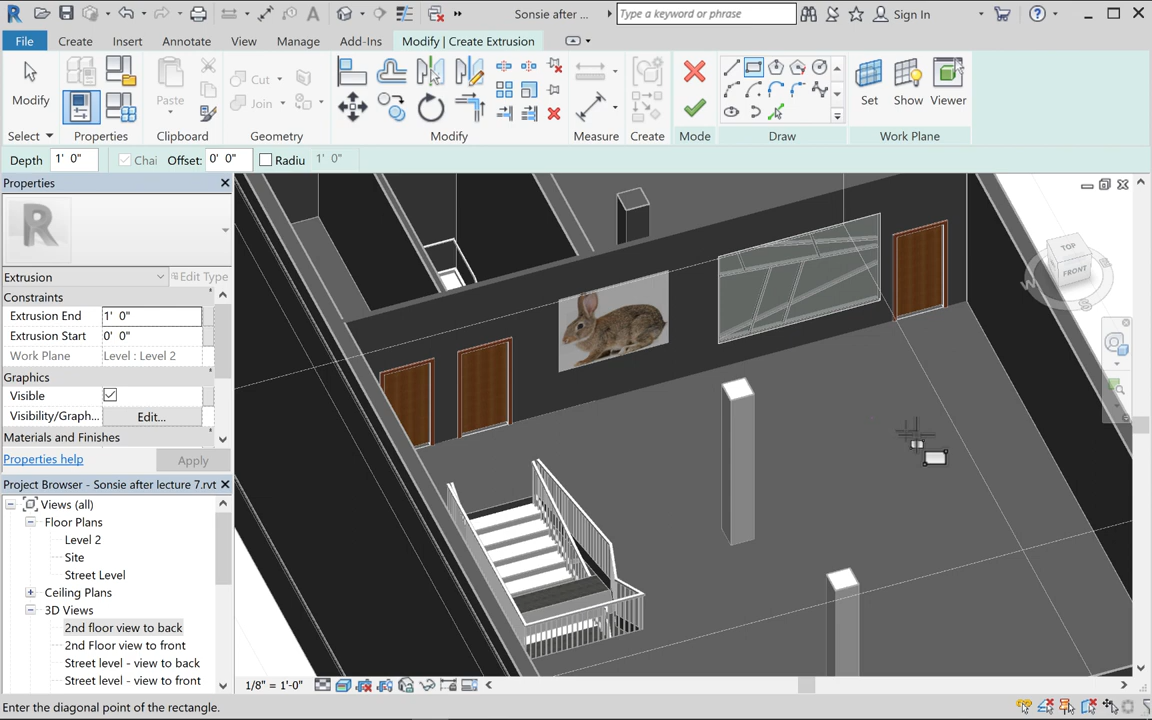 Sonsie after ...
Type a keyword or phrase
Sign In
File
Create
Insert
Annotate
View
Manage
Add-Ins
Modify | Create Extrusion
Modify
Paste
Cut
Join
Set
Show
Viewer
Select
Properties
Clipboard
Geometry
Modify
Measure
Create
Mode
Draw
Work Plane
Depth 1' 0"
Chai
Offset: 0' 0"
Radiu 1' 0"
Properties
Extrusion
Edit Type
Constraints
Extrusion End 1' 0"
Extrusion Start 0' 0"
Work Plane Level : Level 2
Graphics
Visible
Visibility/Graph... Edit...
Materials and Finishes
Properties help
Apply
Project Browser - Sonsie after lecture 7.rvt
Views (all)
Floor Plans
Level 2
Site
Street Level
Ceiling Plans
3D Views
2nd floor view to back
2nd Floor view to front
Street level - view to back
Street level - view to front
TOP
FRONT
W
E
S
1/8" = 1'-0"
Enter the diagonal point of the rectangle.